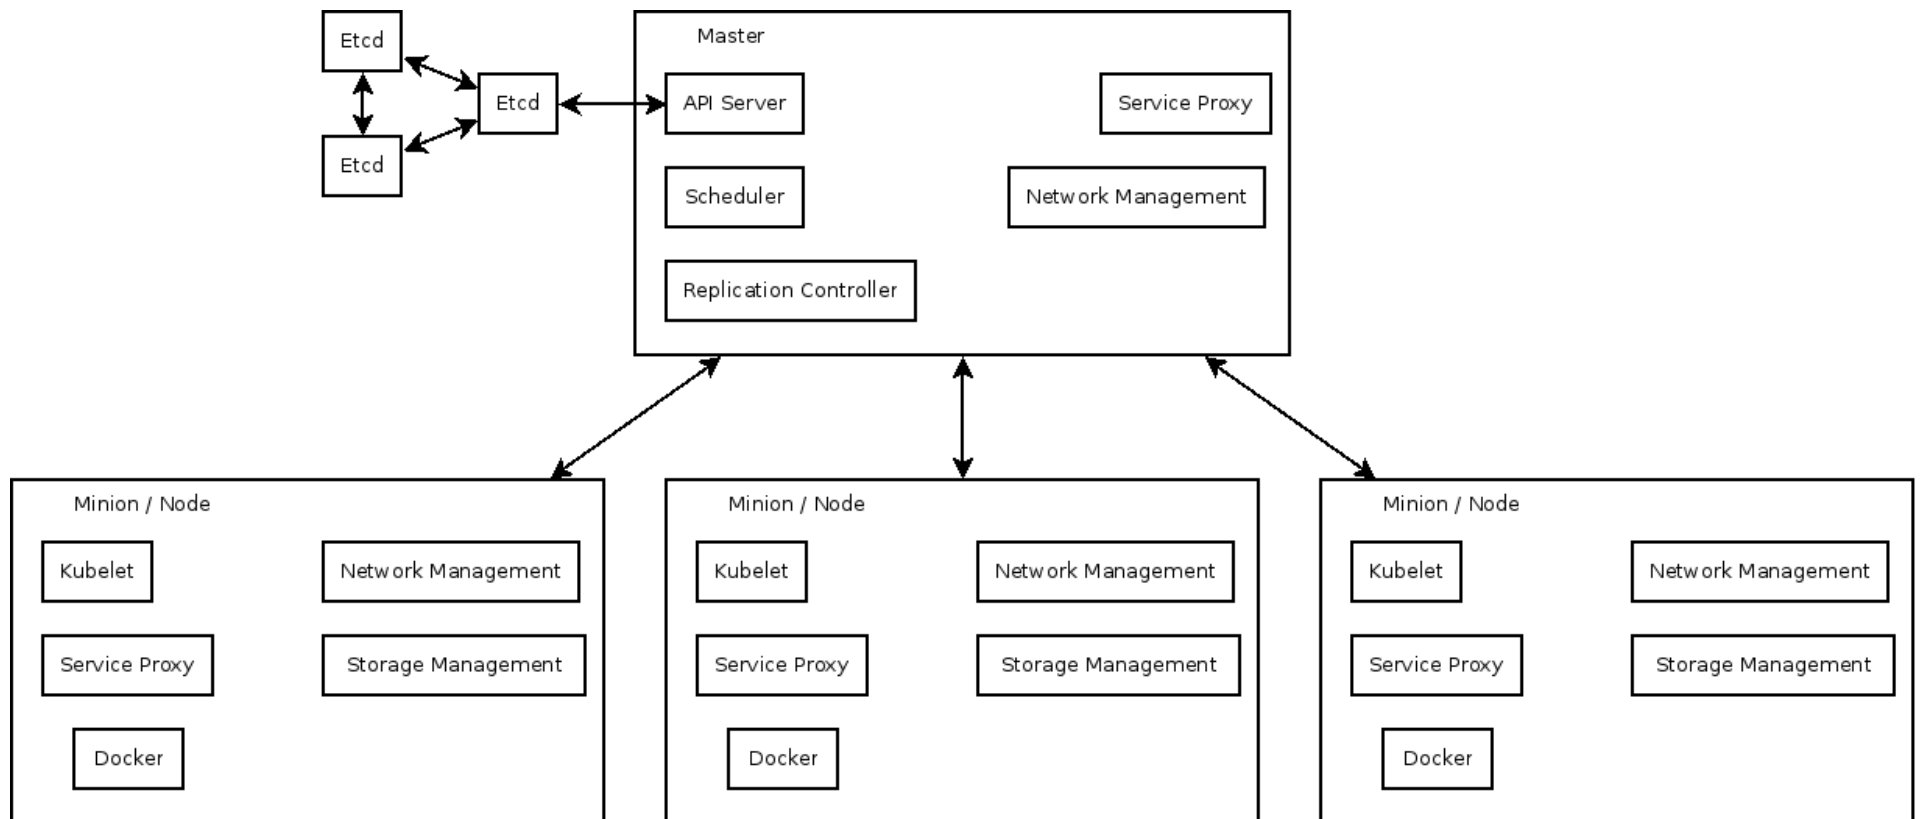 Etcd
Etcd
Etcd
Master
API Server
Service Proxy
Scheduler
Network Management
Replication Controller
Minion / Node
Kubelet
Network Management
Service Proxy
Storage Management
Docker
Minion / Node
Kubelet
Network Management
Service Proxy
Storage Management
Docker
Minion / Node
Kubelet
Network Management
Service Proxy
Storage Management
Docker